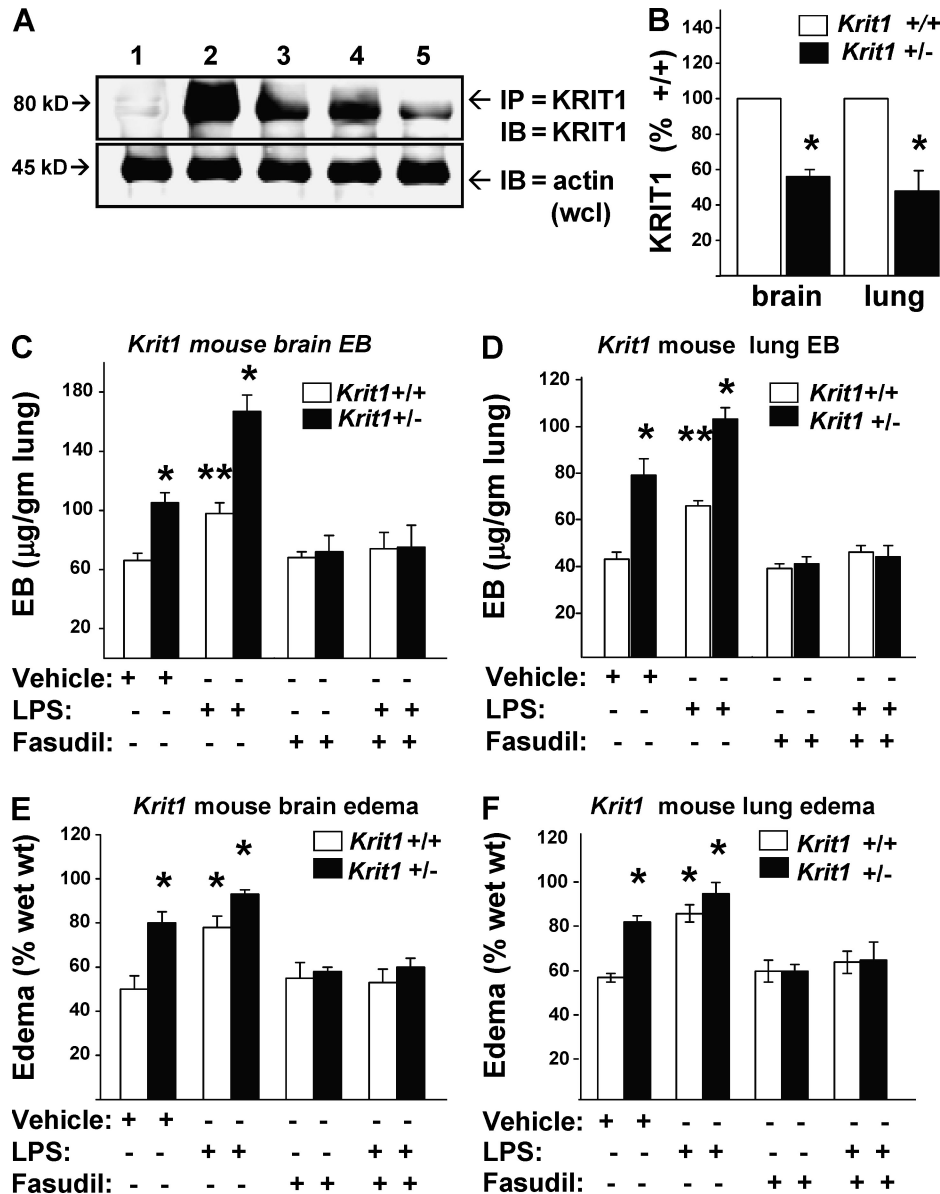 A
1 2 3 4 5
80 kD→
← IP = KRIT1
IB = KRIT1
45 kD→
← IB = actin
(wcl)
B
Krit1 +/+
Krit1 +/-
KRIT1 (% +/+)
140
120
100
80
60
40
20
* *
brain lung
C
Krit1 mouse brain EB
Krit1+/+
Krit1+/-
EB (μg/gm lung)
180
140
100
60
20
* ** *
Vehicle: + + - - - - - -
LPS: - - + + - - + +
Fasudil: - - - - + + + +
D
Krit1 mouse lung EB
Krit1+/+
Krit1 +/-
EB (μg/gm lung)
120
100
80
60
40
20
* ** *
Vehicle: + + - - - - - -
LPS: - - + + - - + +
Fasudil: - - - - + + + +
E
Krit1 mouse brain edema
Krit1 +/+
Krit1 +/-
Edema (% wet wt)
120
100
80
60
40
20
* * *
Vehicle: + + - - - - - -
LPS: - - + + - - + +
Fasudil: - - - - + + + +
F
Krit1 mouse lung edema
Krit1 +/+
Krit1 +/-
Edema (% wet wt)
120
100
80
60
40
20
* * *
Vehicle: + + - - - - - -
LPS: - - + + - - + +
Fasudil: - - - - + + + +